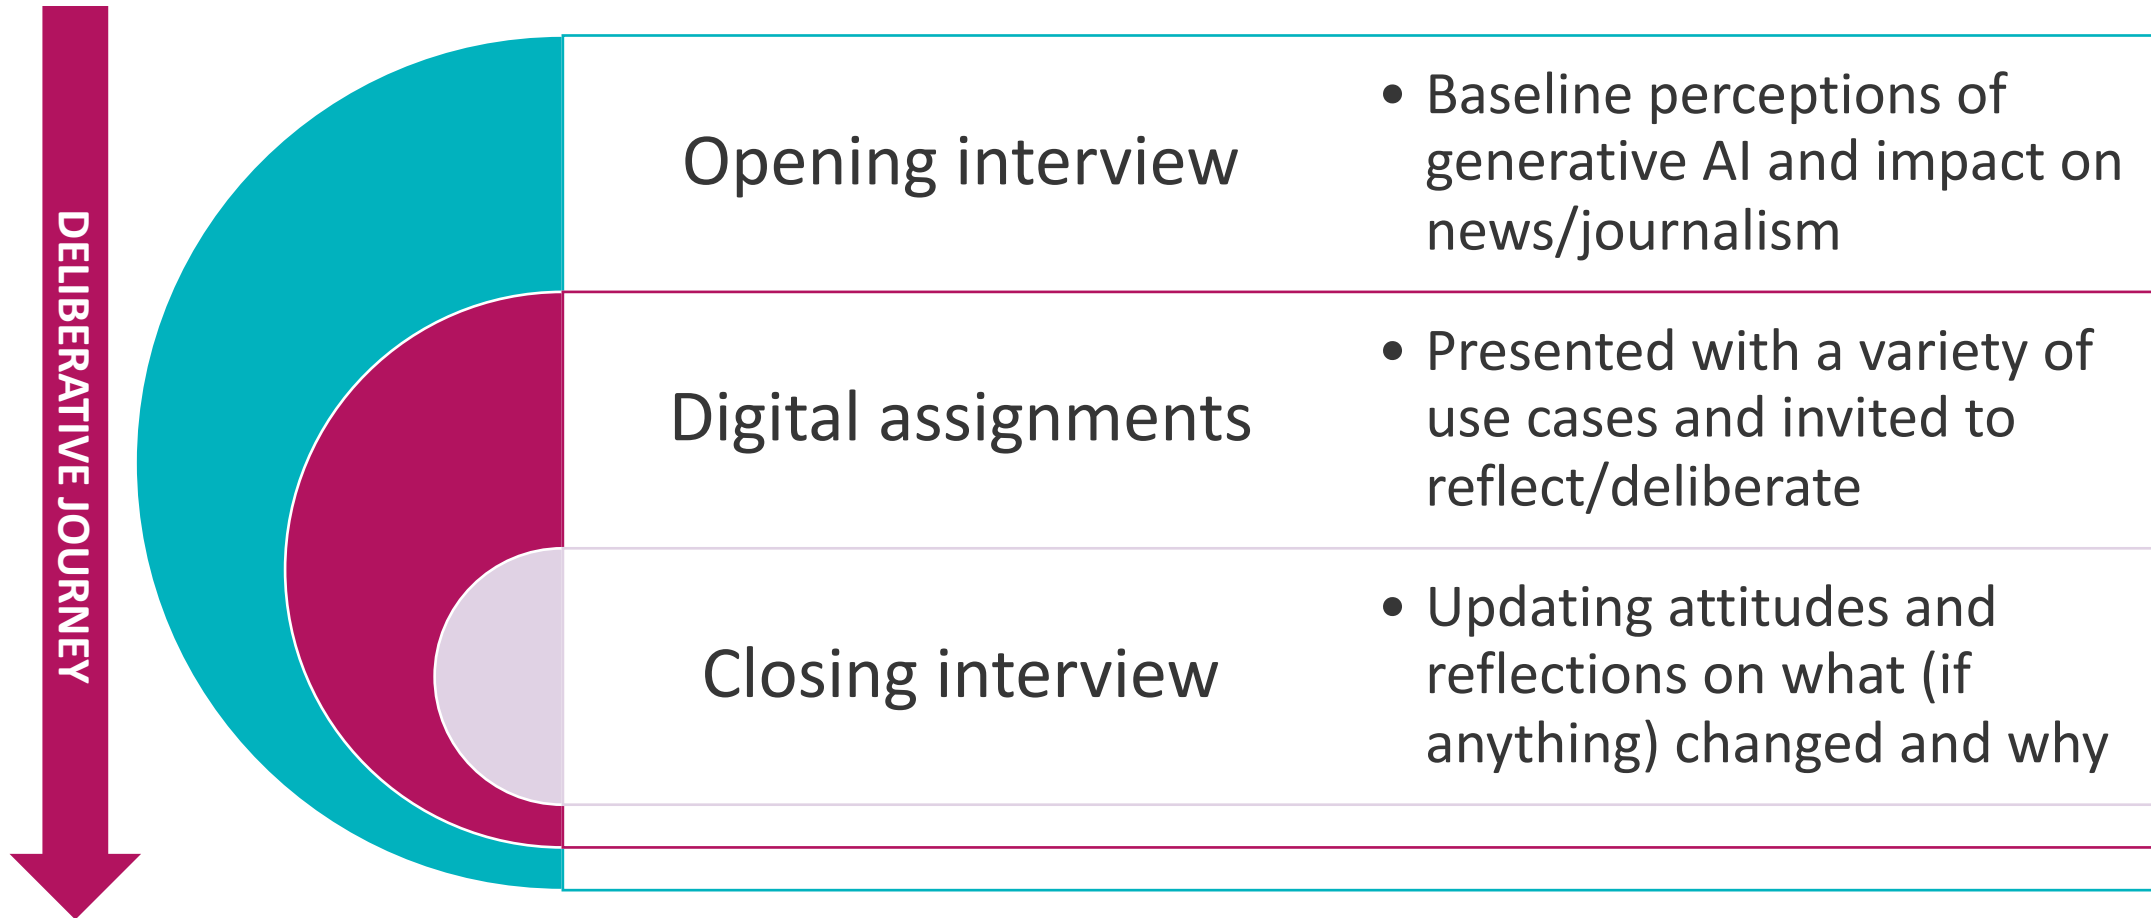 DELIBERATIVE JOURNEY
Opening interview
• Baseline perceptions of
generative AI and impact on
news/journalism
Digital assignments
• Presented with a variety of
use cases and invited to
reflect/deliberate
Closing interview
• Updating attitudes and
reflections on what (if
anything) changed and why